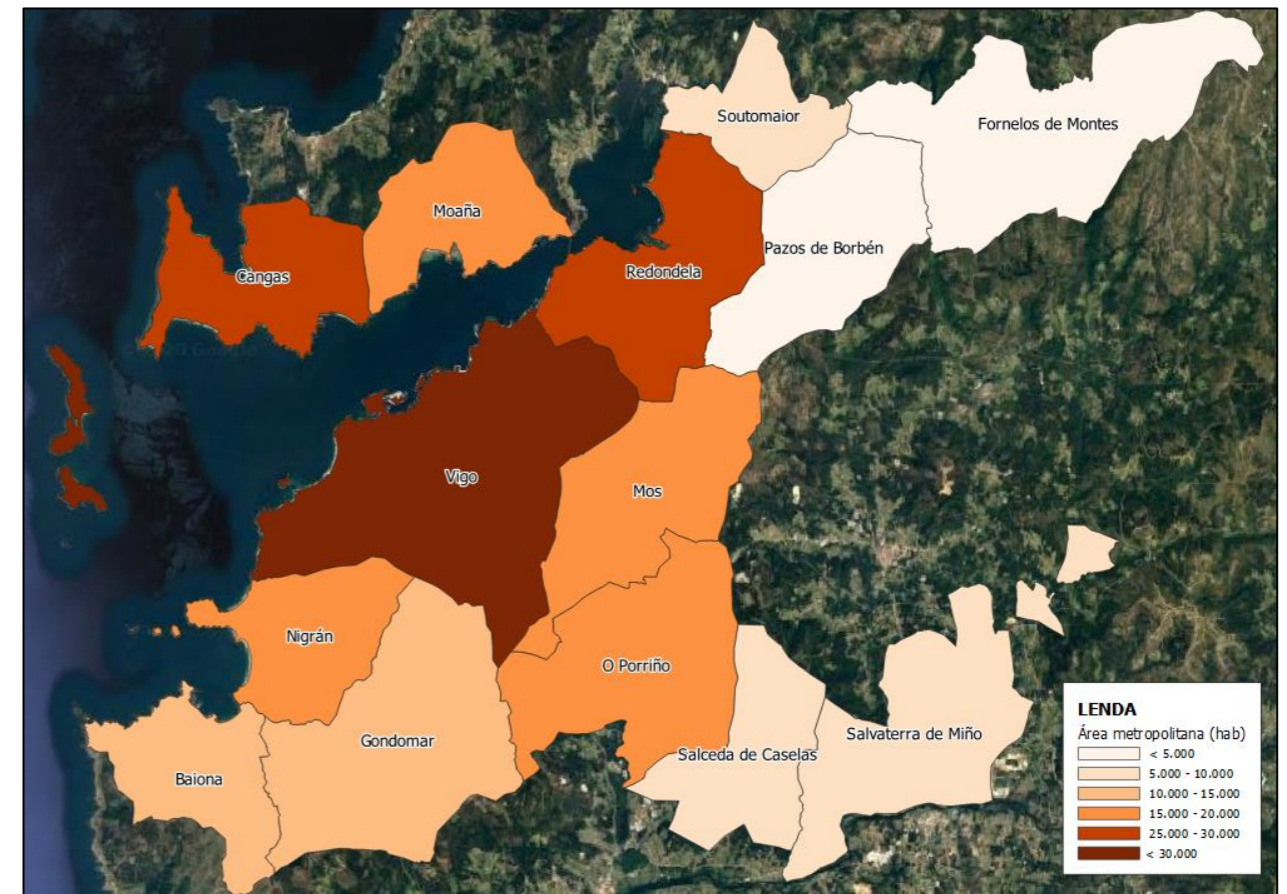 Soutomaior
Fornelos de Montes
Moaña
Pazos de Borbén
Redondela
Cangas
Vigo
Mos
Nigrán
O Porriño
Gondomar
Salceda de Caselas
Salvaterra de Miño
Baiona
LENDA
Área metropolitana (hab)
< 5.000
5.000 - 10.000
10.000 - 15.000
15.000 - 20.000
25.000 - 30.000
< 30.000